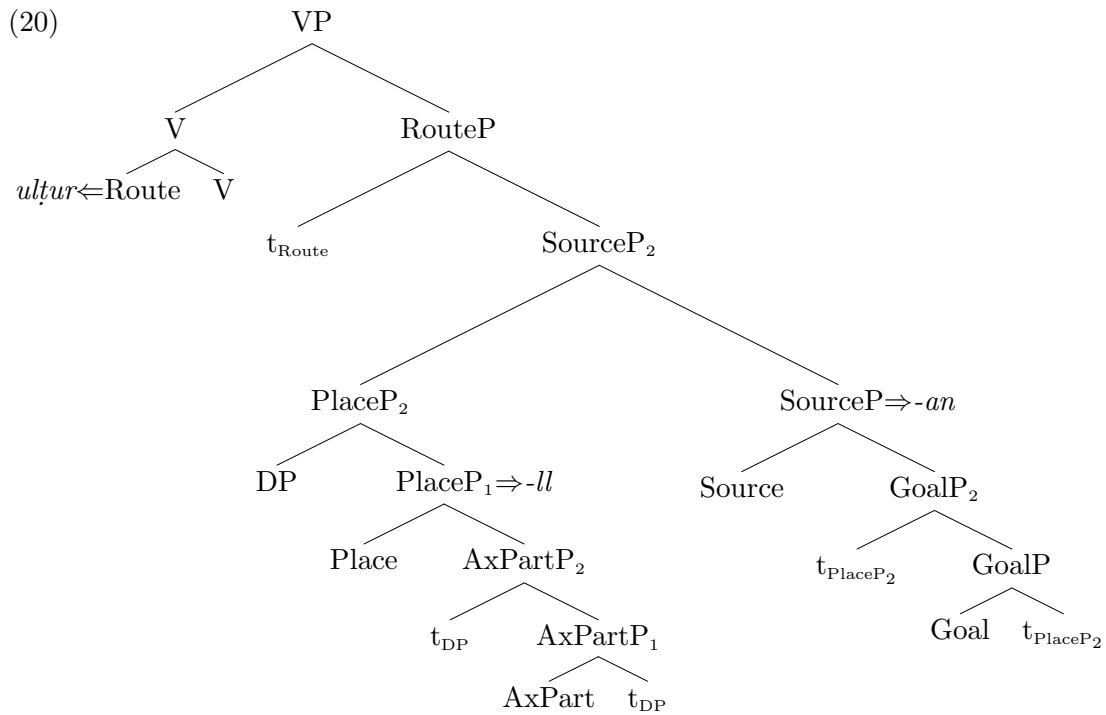 (20)
VP
V RouteP
ulṭur⇐Route V
t_Route SourceP₂
PlaceP₂ SourceP⇒-an
DP PlaceP₁⇒-ll Source GoalP₂
Place AxPartP₂ t_PlaceP₂ GoalP
t_DP AxPartP₁ Goal t_PlaceP₂
AxPart t_DP